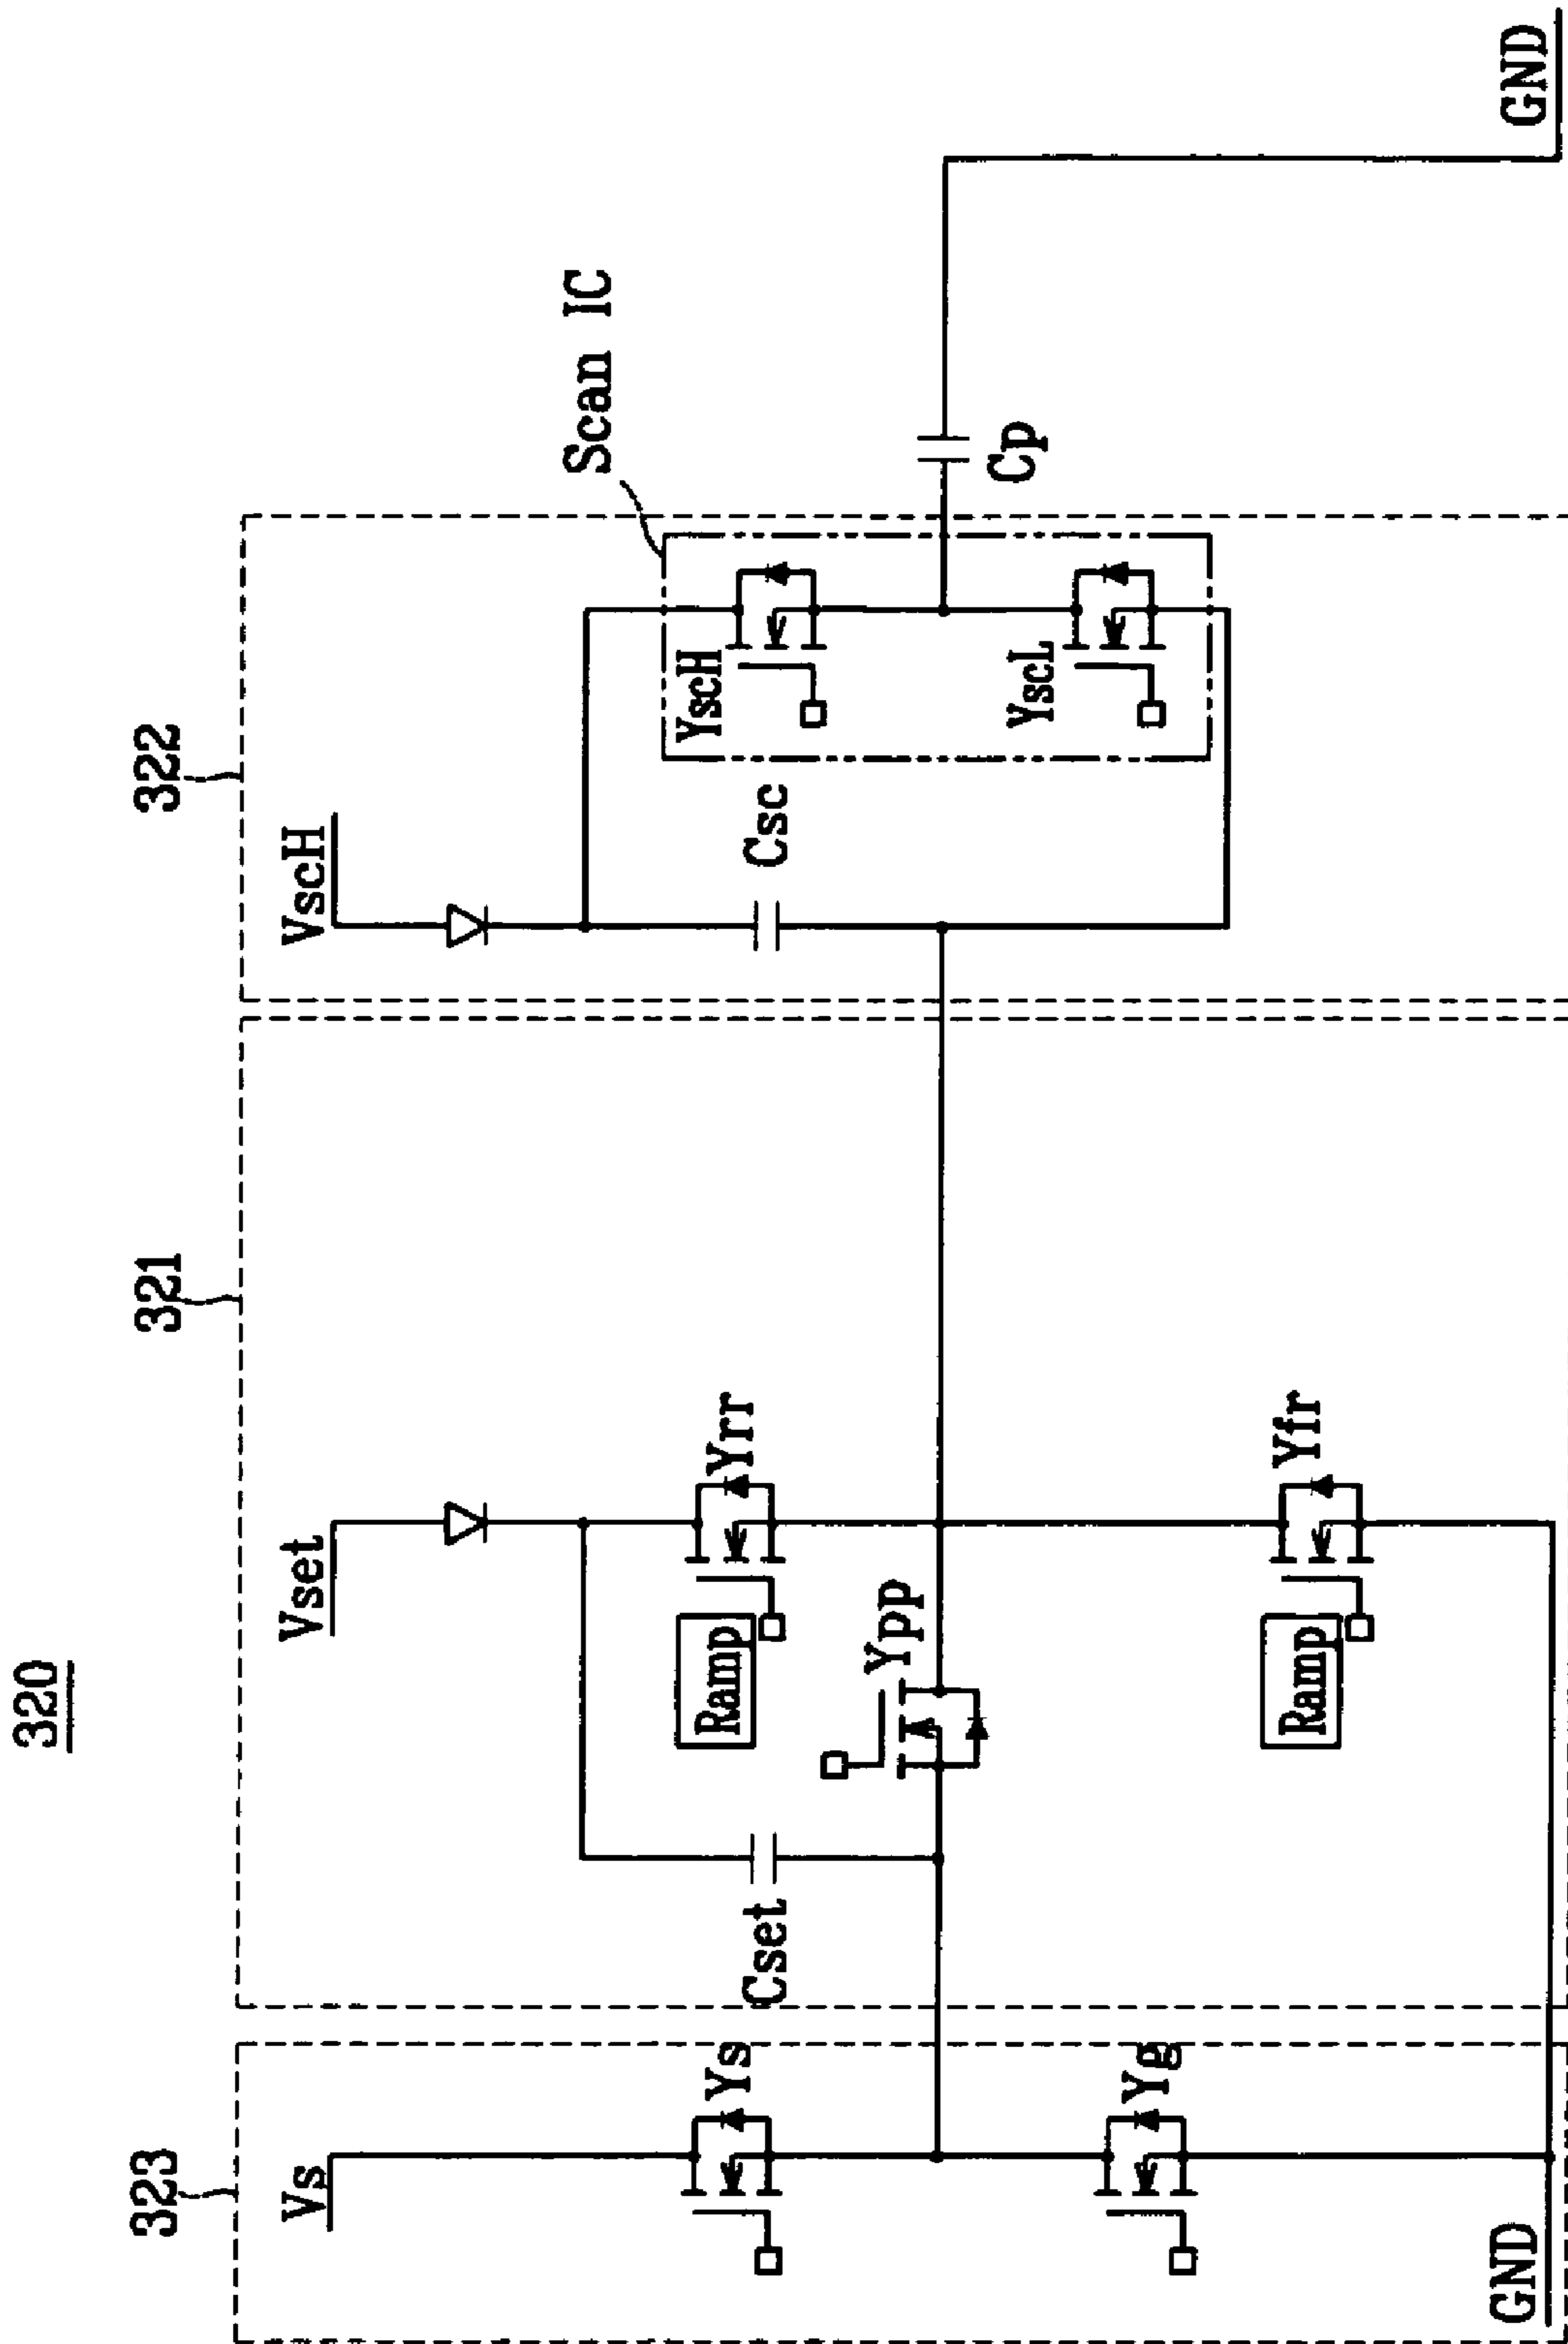 320
323
321
322
Vs
Vset
VscH
Scan IC
Ys
Cset
Ramp
Yrr
Ypp
Csc
YscH
YscL
Cp
Yg
Ramp
Yfr
GND
GND